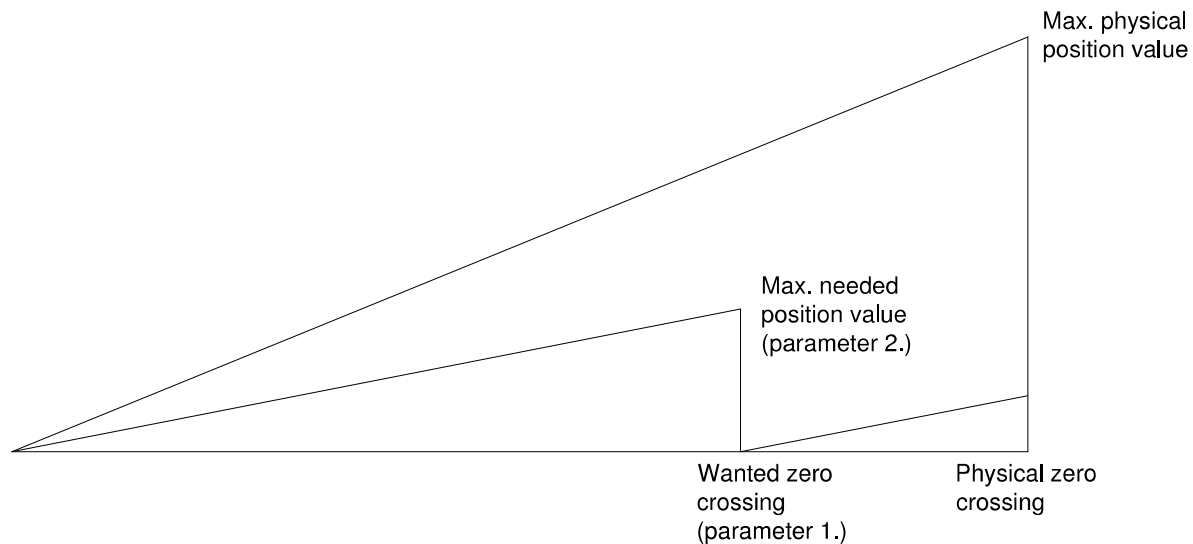 Max. physical
position value
Max. needed
position value
(parameter 2.)
Wanted zero
crossing
(parameter 1.)
Physical zero
crossing